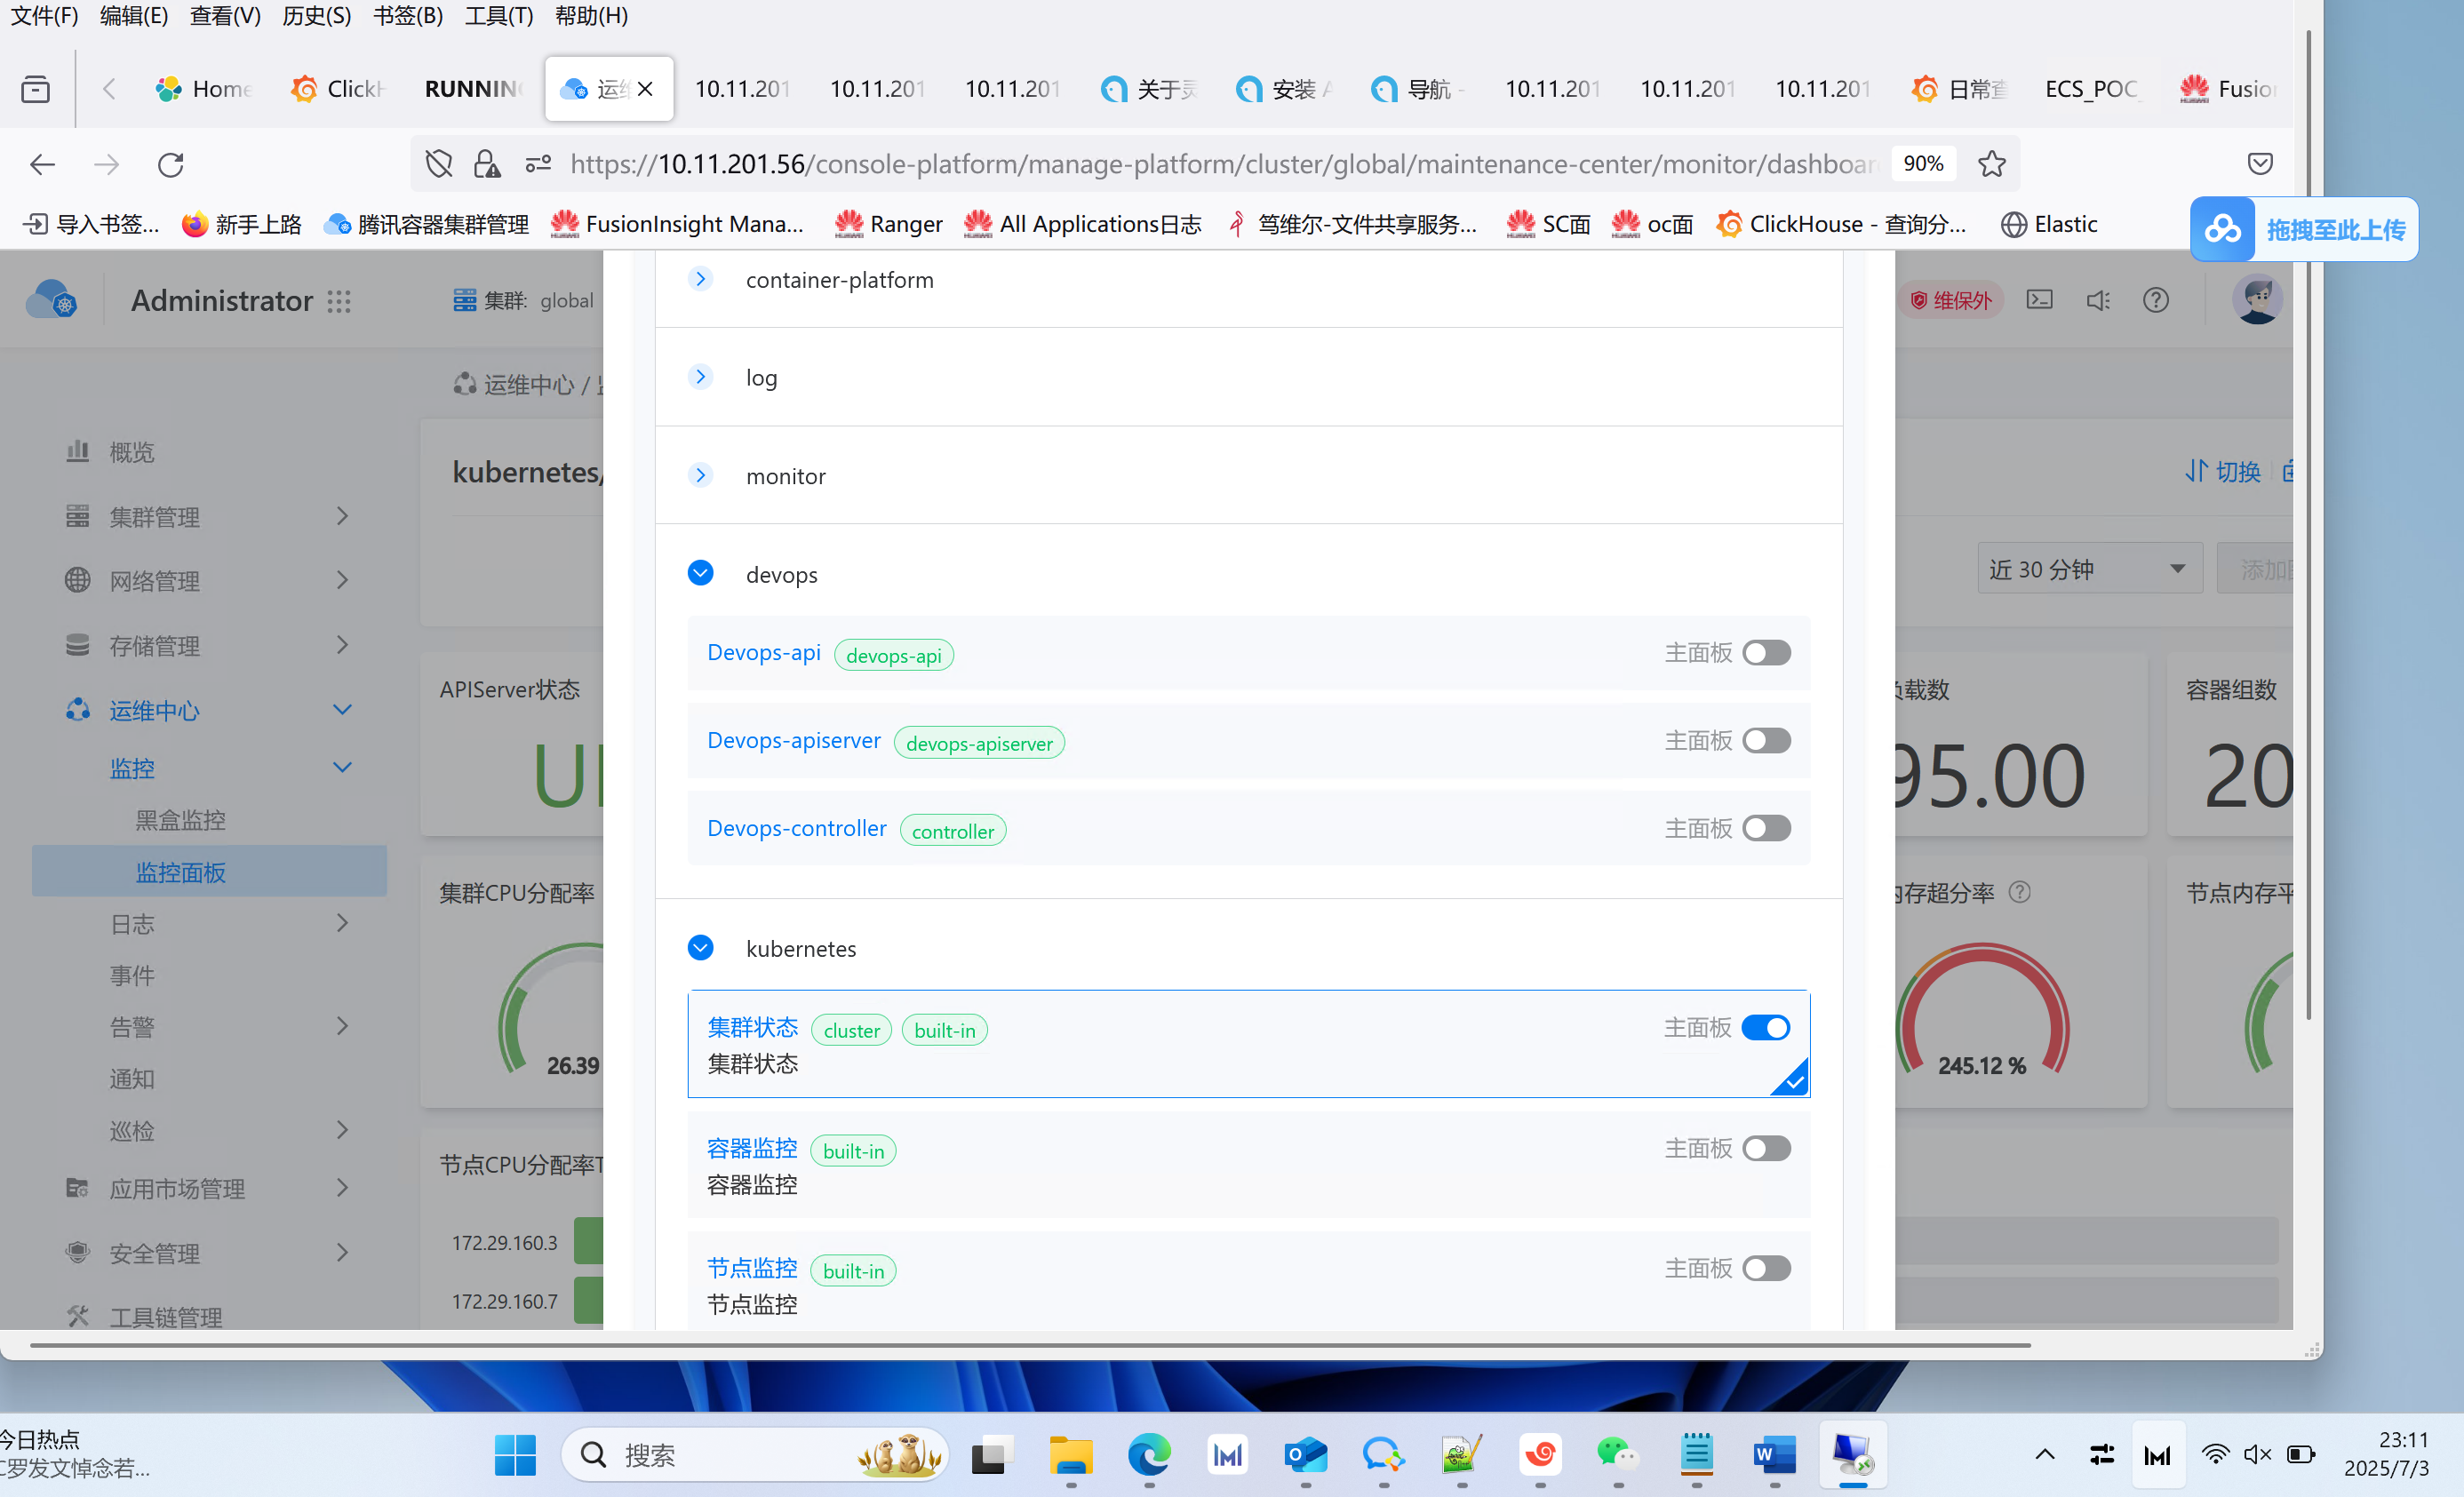 文件(F) 编辑(E) 查看(V) 历史(S) 书签(B) 工具(T) 帮助(H)
Home ClickH RUNNING 运维 10.11.201 10.11.201 10.11.201 关于灵 安装 A 导航 - 10.11.201 10.11.201 10.11.201 日常查 ECS_POC_ Fusion
https://10.11.201.56/console-platform/manage-platform/cluster/global/maintenance-center/monitor/dashboar 90%
导入书签... 新手上路 腾讯容器集群管理 FusionInsight Mana... Ranger All Applications日志 笃维尔-文件共享服务... SC面 oc面 ClickHouse - 查询分... Elastic
拖拽至此上传
Administrator 集群: global
维保外
运维中心 /
kubernetes/
切换
近 30 分钟
概览
集群管理
网络管理
存储管理
运维中心
监控
黑盒监控
监控面板
日志
事件
告警
通知
巡检
应用市场管理
安全管理
工具链管理
APIServer状态
集群CPU分配率
26.39
节点CPU分配率T
172.29.160.3
172.29.160.7
container-platform
log
monitor
devops
Devops-api devops-api 主面板
Devops-apiserver devops-apiserver 主面板
Devops-controller controller 主面板
kubernetes
集群状态 cluster built-in 主面板
集群状态
容器监控 built-in 主面板
容器监控
节点监控 built-in 主面板
节点监控
载数
95.00
容器组数
20
存超分率
245.12 %
节点内存平
今日热点
C罗发文悼念若...
搜索
23:11
2025/7/3